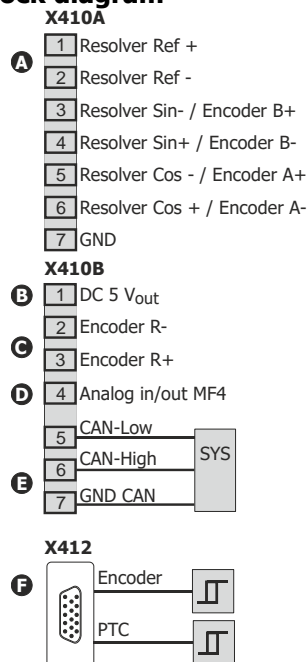 X410A
A
1 Resolver Ref +
2 Resolver Ref -
3 Resolver Sin- / Encoder B+
4 Resolver Sin+ / Encoder B-
5 Resolver Cos - / Encoder A+
6 Resolver Cos + / Encoder A-
7 GND
X410B
B 1 DC 5 Vout
2 Encoder R-
C
3 Encoder R+
D 4 Analog in/out MF4
5 CAN-Low
6 CAN-High SYS
E
7 GND CAN
X412
F Encoder
PTC